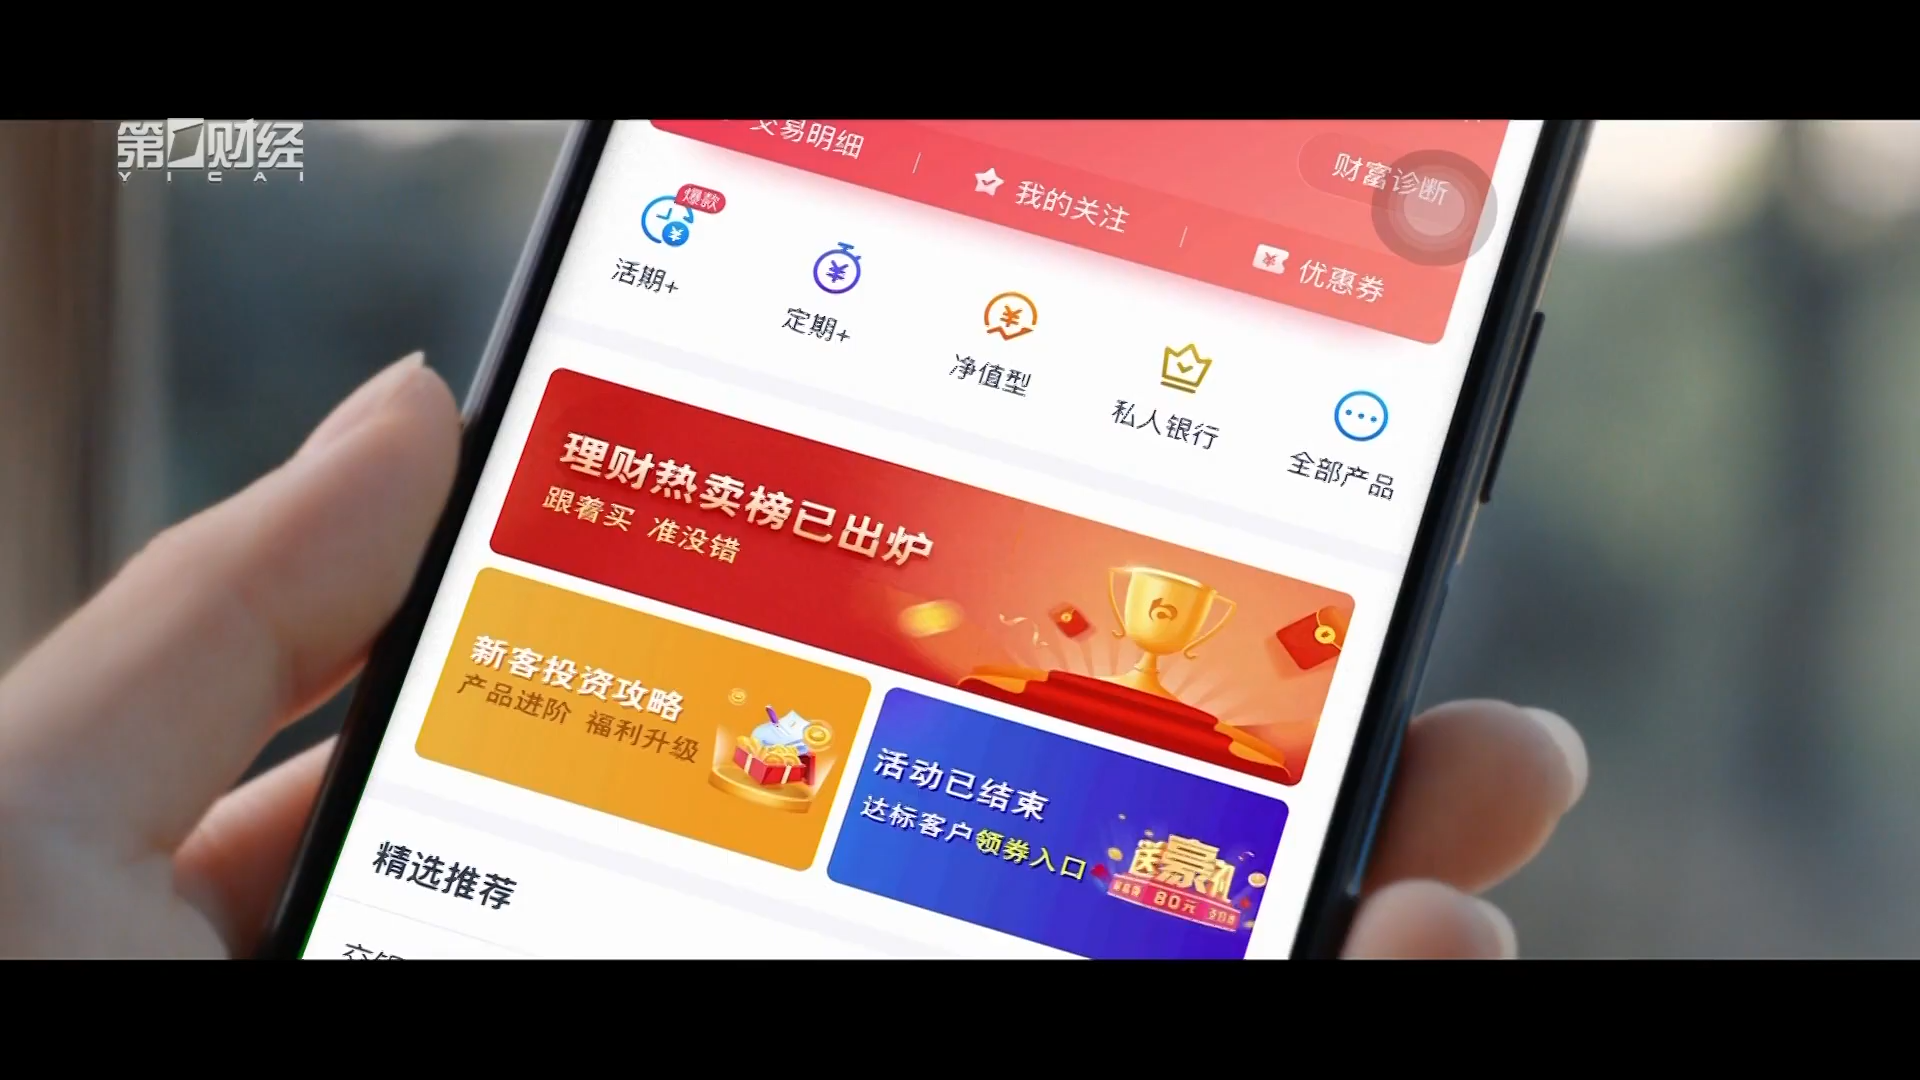 第一财经
YICAI
交易明细
我的关注
财富诊断
优惠券
爆款
活期+
定期+
净值型
私人银行
全部产品
理财热卖榜已出炉
跟着买 准没错
新客投资攻略
产品进阶 福利升级
活动已结束
达标客户领券入口
送豪礼
80元
精选推荐
交银